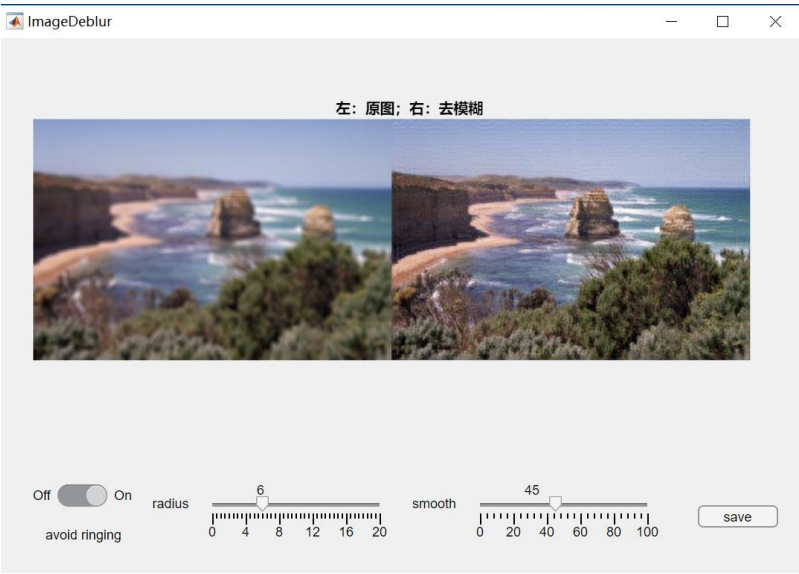 ImageDeblur
左：原图；右：去模糊
Off On
avoid ringing
radius
6
0 4 8 12 16 20
smooth
45
0 20 40 60 80 100
save